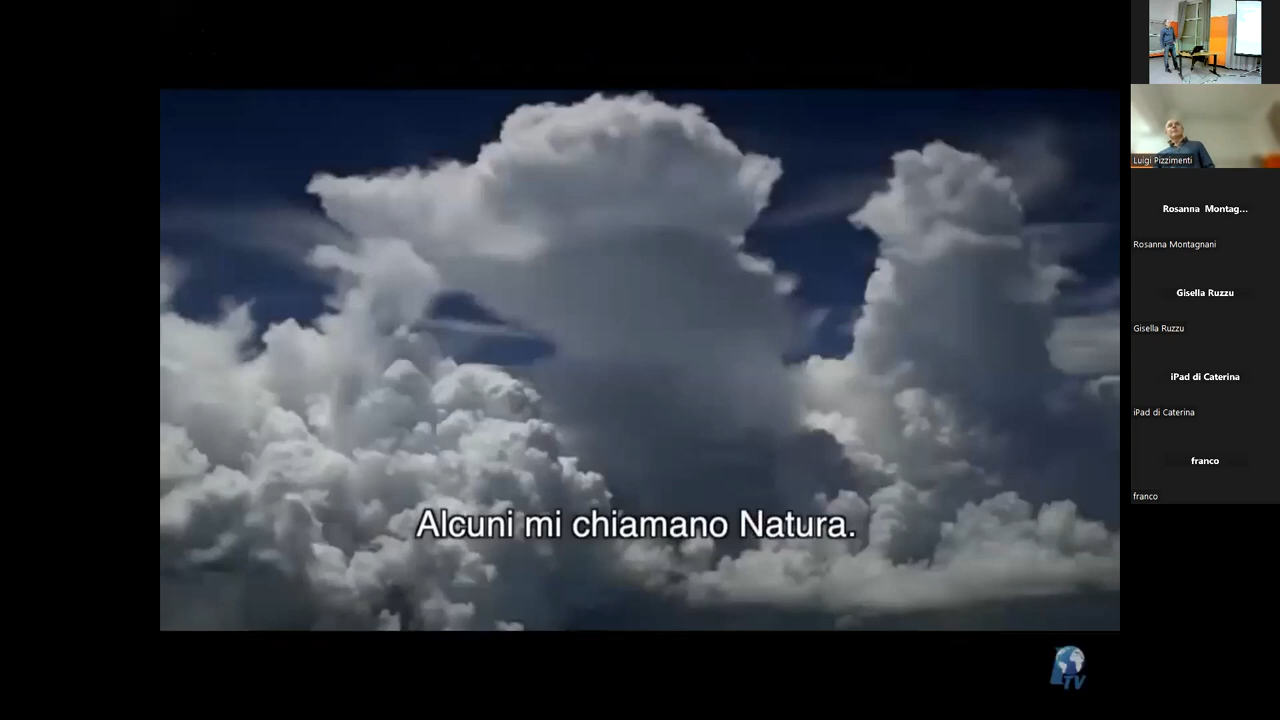 Alcuni mi chiamano Natura.
TV
Luigi Pizzimenti
Rosanna Montag...
Rosanna Montagnani
Gisella Ruzzu
Gisella Ruzzu
iPad di Caterina
iPad di Caterina
franco
franco